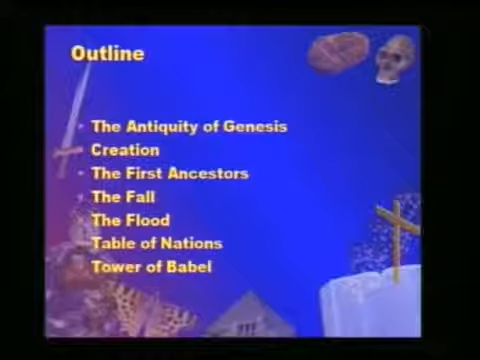 Outline
The Antiquity of Genesis
Creation
The First Ancestors
The Fall
The Flood
Table of Nations
Tower of Babel